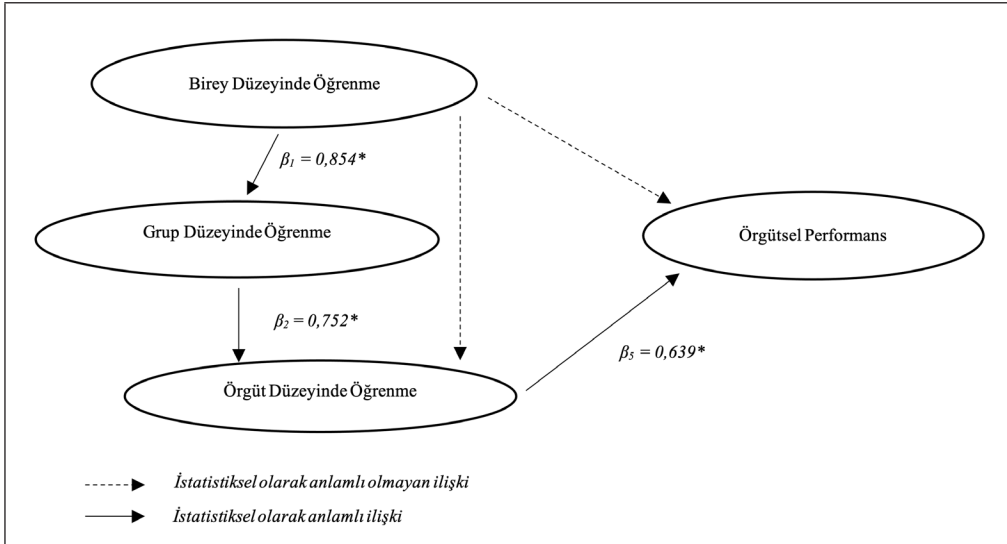 Birey Düzeyinde Öğrenme
β1 = 0,854*
Grup Düzeyinde Öğrenme
Örgütsel Performans
β2 = 0,752*
β5 = 0,639*
Örgüt Düzeyinde Öğrenme
İstatistiksel olarak anlamlı olmayan ilişki
İstatistiksel olarak anlamlı ilişki